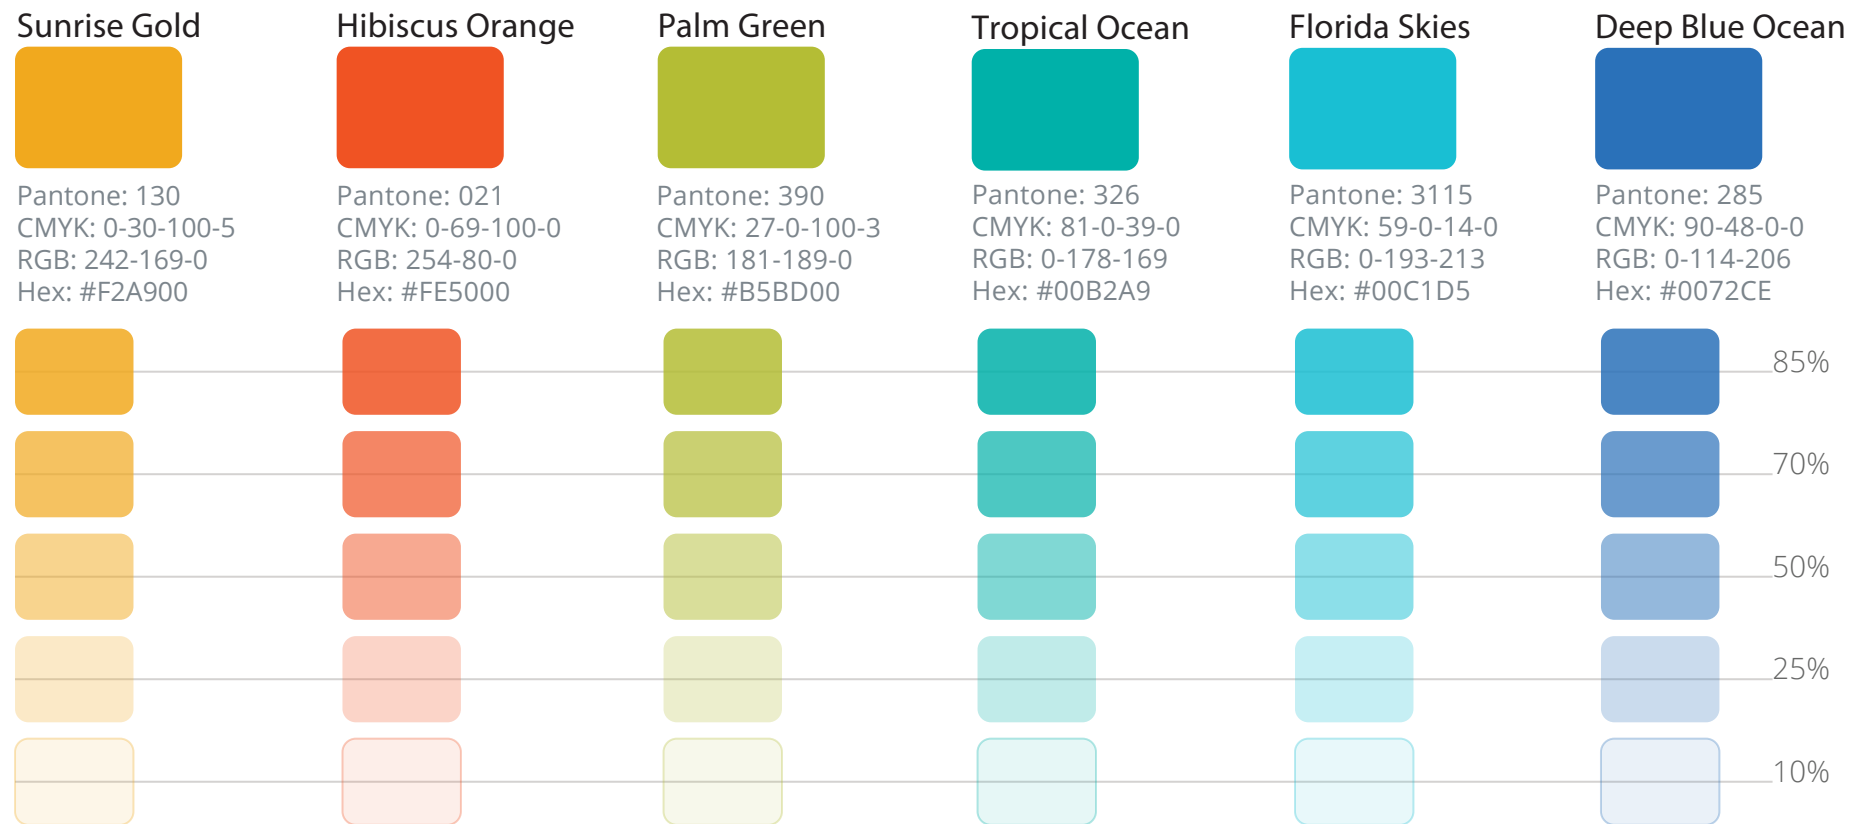 Sunrise Gold
Pantone: 130
CMYK: 0-30-100-5
RGB: 242-169-0
Hex: #F2A900
Hibiscus Orange
Pantone: 021
CMYK: 0-69-100-0
RGB: 254-80-0
Hex: #FE5000
Palm Green
Pantone: 390
CMYK: 27-0-100-3
RGB: 181-189-0
Hex: #B5BD00
Tropical Ocean
Pantone: 326
CMYK: 81-0-39-0
RGB: 0-178-169
Hex: #00B2A9
Florida Skies
Pantone: 3115
CMYK: 59-0-14-0
RGB: 0-193-213
Hex: #00C1D5
Deep Blue Ocean
Pantone: 285
CMYK: 90-48-0-0
RGB: 0-114-206
Hex: #0072CE
85%
70%
50%
25%
10%